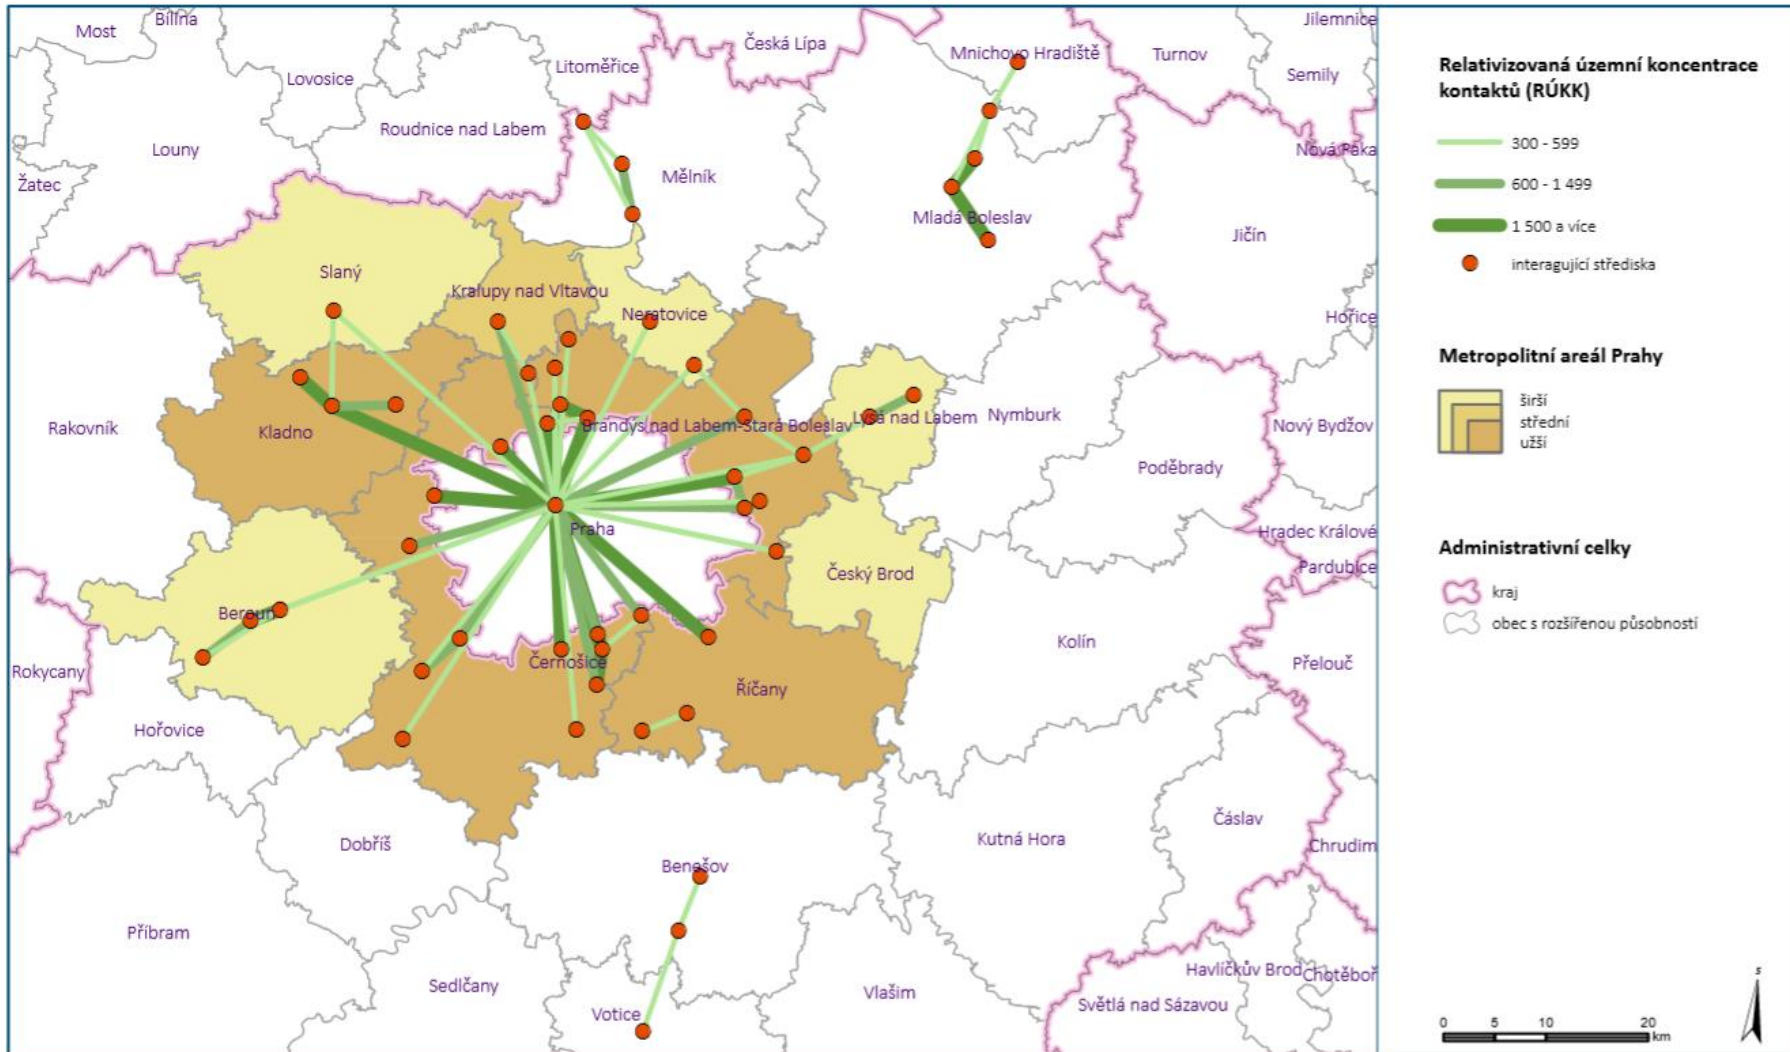 Most
Bílina
Lovosice
Litoměřice
Česká Lípa
Mnichovo Hradiště
Turnov
Jilemnice
Semily
Louny
Roudnice nad Labem
Žatec
Mělník
Mladá Boleslav
Nová Paka
Jičín
Slaný
Kralupy nad Vltavou
Neratovice
Hořice
Rakovník
Kladno
Brandýs nad Labem-Stará Boleslav
Lysá nad Labem
Nymburk
Nový Bydžov
Poděbrady
Praha
Hradec Králové
Pardubice
Český Brod
Beroun
Kolín
Rokycany
Černošice
Říčany
Přelouč
Hořovice
Dobříš
Benešov
Kutná Hora
Čáslav
Chrudim
Příbram
Sedlčany
Votice
Vlašim
Havlíčkův Brod
Chotěboř
Světlá nad Sázavou
Relativizovaná územní koncentrace
kontaktů (RÚKK)
300 - 599
600 - 1 499
1 500 a více
interagující střediska
Metropolitní areál Prahy
širší
střední
užší
Administrativní celky
kraj
obec s rozšířenou působností
s
0 5 10 20
km